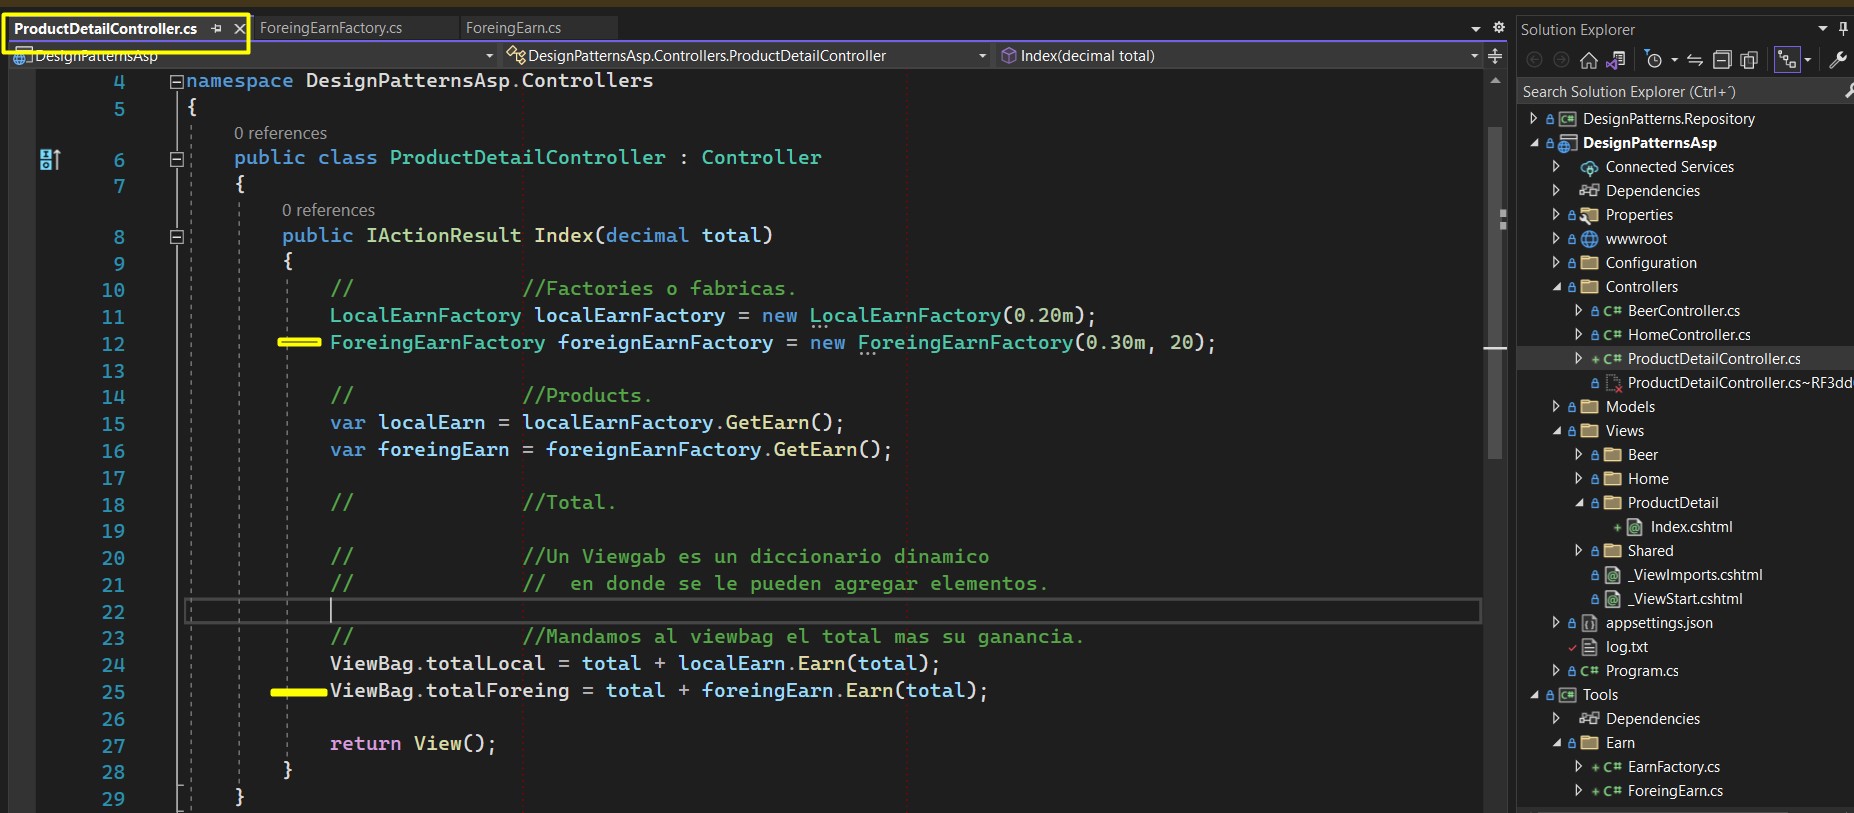 ProductDetailController.cs
ForeingEarnFactory.cs
ForeingEarn.cs
DesignPatternsAsp
DesignPatternsAsp.Controllers.ProductDetailController
Index(decimal total)
4 namespace DesignPatternsAsp.Controllers
5 {
0 references
6 public class ProductDetailController : Controller
7 {
0 references
8 public IActionResult Index(decimal total)
9 {
10 // //Factories o fabricas.
11 LocalEarnFactory localEarnFactory = new LocalEarnFactory(0.20m);
12 ForeingEarnFactory foreignEarnFactory = new ForeingEarnFactory(0.30m, 20);
13
14 // //Products.
15 var localEarn = localEarnFactory.GetEarn();
16 var foreingEarn = foreignEarnFactory.GetEarn();
17
18 // //Total.
19
20 // //Un Viewgab es un diccionario dinamico
21 // // en donde se le pueden agregar elementos.
22
23 // //Mandamos al viewbag el total mas su ganancia.
24 ViewBag.totalLocal = total + localEarn.Earn(total);
25 ViewBag.totalForeing = total + foreingEarn.Earn(total);
26
27 return View();
28 }
29 }
Solution Explorer
Search Solution Explorer (Ctrl+´)
C# DesignPatterns.Repository
DesignPatternsAsp
Connected Services
Dependencies
Properties
wwwroot
Configuration
Controllers
C# BeerController.cs
C# HomeController.cs
+ C# ProductDetailController.cs
ProductDetailController.cs~RF3dd
Models
Views
Beer
Home
ProductDetail
+ Index.cshtml
Shared
_ViewImports.cshtml
_ViewStart.cshtml
appsettings.json
log.txt
C# Program.cs
C# Tools
Dependencies
Earn
+ C# EarnFactory.cs
+ C# ForeingEarn.cs